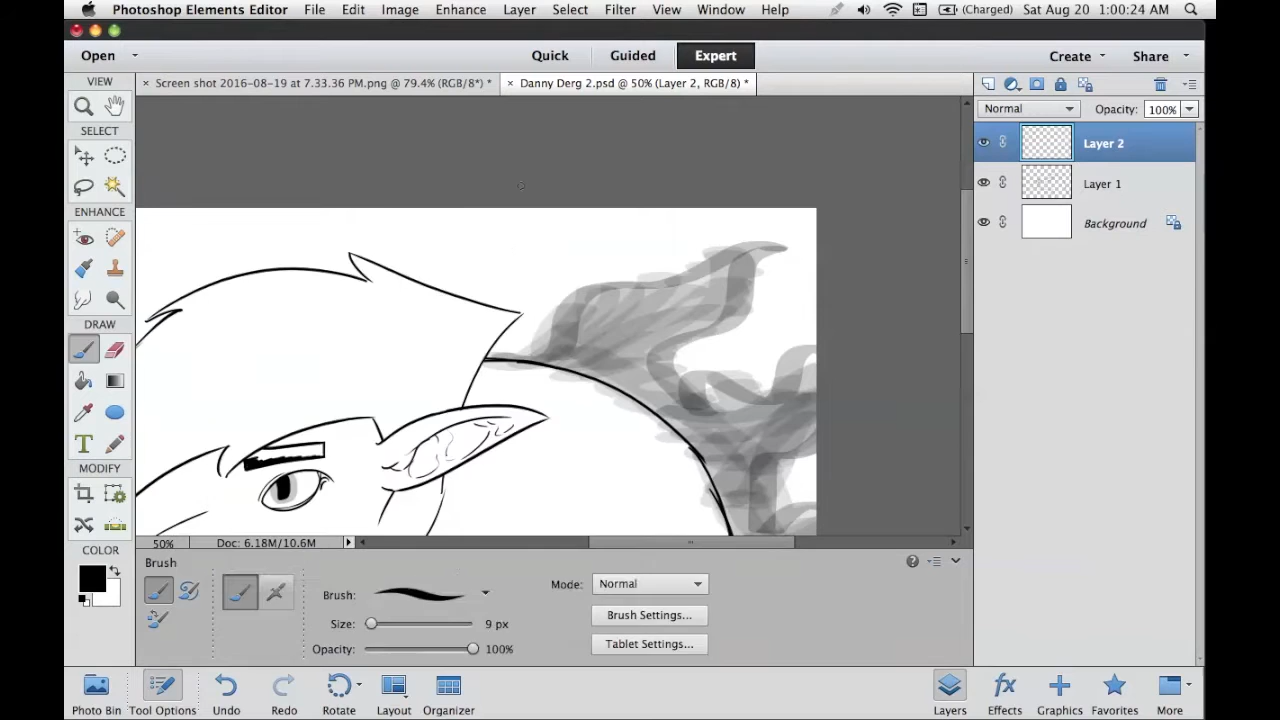 Photoshop Elements Editor File Edit Image Enhance Layer Select Filter View Window Help (Charged) Sat Aug 20 1:00:24 AM
Open Quick Guided Expert Create Share
VIEW × Screen shot 2016-08-19 at 7.33.36 PM.png @ 79.4% (RGB/8*) * × Danny Derg 2.psd @ 50% (Layer 2, RGB/8) *
Normal Opacity: 100%
SELECT
Layer 2
Layer 1
ENHANCE
Background
DRAW
T
MODIFY
50% Doc: 6.18M/10.6M
COLOR
Brush
Brush: Mode: Normal
Size: 9 px Brush Settings...
Opacity: 100% Tablet Settings...
Photo Bin Tool Options Undo Redo Rotate Layout Organizer Layers fx Effects Graphics Favorites More